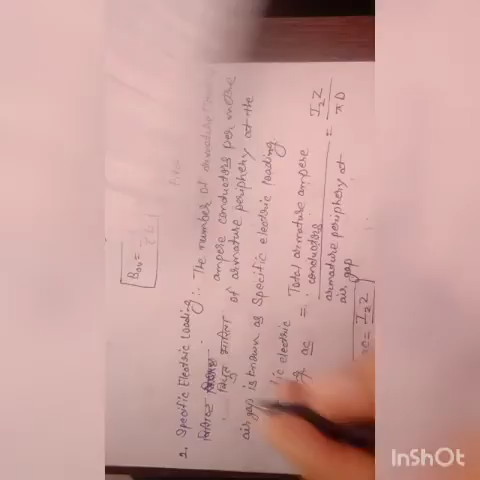 Bav =
2. Specific Electric Loading :- The number of armature
विशिष्ट विधुत भारिता ampere conductors per metre
of armature periphery at the
air gap is known as specific electric loading.
electric = Total armature ampere conductors / armature periphery at air gap = IzZ / πD
ac
= IzZ
InShOt